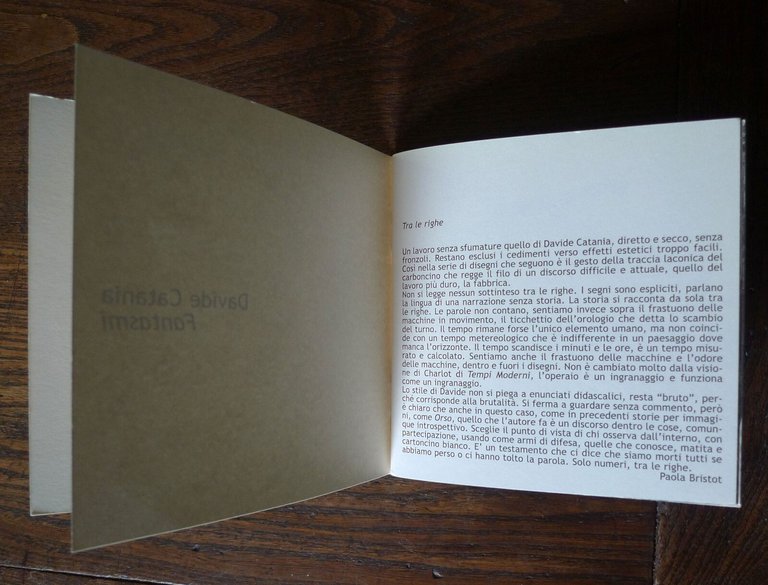 Davide Catania
Fantasmi
Tra le righe
Un lavoro senza sfumature quello di Davide Catania, diretto e secco, senza
fronzoli. Restano esclusi i cedimenti verso effetti estetici troppo facili.
Così nella serie di disegni che seguono è il gesto della traccia laconica del
carboncino che regge il filo di un discorso difficile e attuale, quello del
lavoro più duro, la fabbrica.
Non si legge nessun sottinteso tra le righe. I segni sono espliciti, parlano
la lingua di una narrazione senza storia. La storia si racconta da sola tra
le righe. Le parole non contano, sentiamo invece sopra il frastuono delle
macchine in movimento, il ticchettio dell'orologio che detta lo scambio
del turno. Il tempo rimane forse l'unico elemento umano, ma non coinci-
de con un tempo metereologico che è indifferente in un paesaggio dove
manca l'orizzonte. Il tempo scandisce i minuti e le ore, è un tempo misu-
rato e calcolato. Sentiamo anche il frastuono delle macchine e l'odore
delle macchine, dentro e fuori i disegni. Non è cambiato molto dalla visio-
ne di Charlot di Tempi Moderni, l'operaio è un ingranaggio e funziona
come un ingranaggio.
Lo stile di Davide non si piega a enunciati didascalici, resta "bruto", per-
ché corrisponde alla brutalità. Si ferma a guardare senza commento, però
è chiaro che anche in questo caso, come in precedenti storie per immagi-
ni, come Orso, quello che l'autore fa è un discorso dentro le cose, comun-
que introspettivo. Sceglie il punto di vista di chi osserva dall'interno, con
partecipazione, usando come armi di difesa, quelle che conosce, matita e
cartoncino bianco. E' un testamento che ci dice che siamo morti tutti se
abbiamo perso o ci hanno tolto la parola. Solo numeri, tra le righe.
Paola Bristot